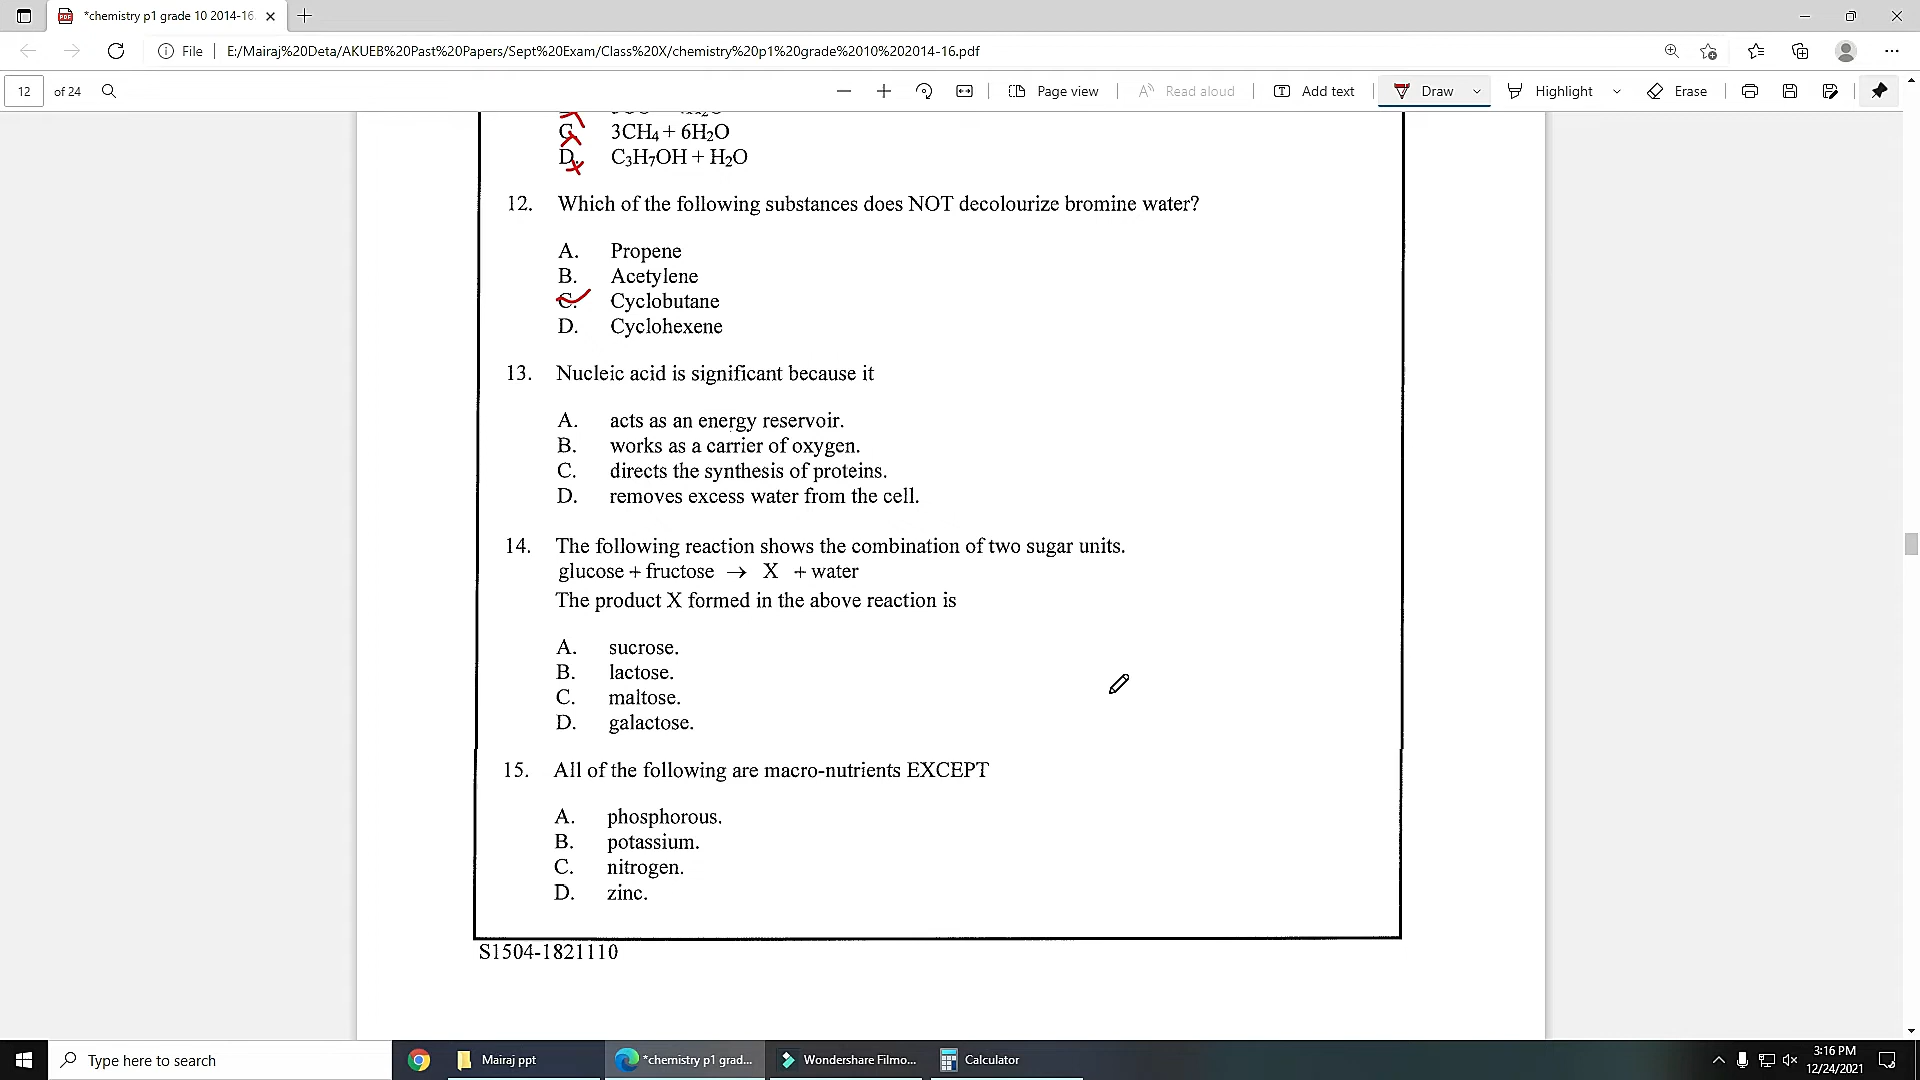 *chemistry p1 grade 10 2014-16
File
E:/Mairaj%20Deta/AKUEB%20Past%20Papers/Sept%20Exam/Class%20X/chemistry%20p1%20grade%2010%202014-16.pdf
12 of 24
Page view
Read aloud
Add text
Draw
Highlight
Erase
C. 3CH₄ + 6H₂O
D. C₃H₇OH + H₂O
12. Which of the following substances does NOT decolourize bromine water?
A. Propene
B. Acetylene
C. Cyclobutane
D. Cyclohexene
13. Nucleic acid is significant because it
A. acts as an energy reservoir.
B. works as a carrier of oxygen.
C. directs the synthesis of proteins.
D. removes excess water from the cell.
14. The following reaction shows the combination of two sugar units.
glucose + fructose → X + water
The product X formed in the above reaction is
A. sucrose.
B. lactose.
C. maltose.
D. galactose.
15. All of the following are macro-nutrients EXCEPT
A. phosphorous.
B. potassium.
C. nitrogen.
D. zinc.
S1504-1821110
Type here to search
Mairaj ppt
*chemistry p1 grad...
Wondershare Filmo...
Calculator
3:16 PM
12/24/2021